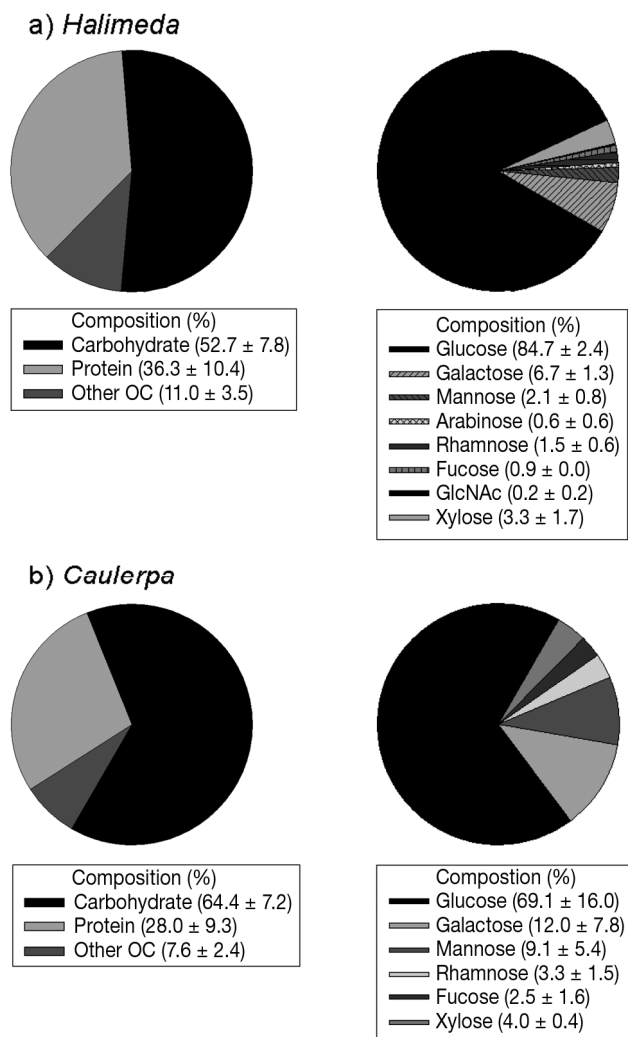 a) Halimeda
Composition (%)
Carbohydrate (52.7 ± 7.8)
Protein (36.3 ± 10.4)
Other OC (11.0 ± 3.5)
Composition (%)
Glucose (84.7 ± 2.4)
Galactose (6.7 ± 1.3)
Mannose (2.1 ± 0.8)
Arabinose (0.6 ± 0.6)
Rhamnose (1.5 ± 0.6)
Fucose (0.9 ± 0.0)
GlcNAc (0.2 ± 0.2)
Xylose (3.3 ± 1.7)
b) Caulerpa
Composition (%)
Carbohydrate (64.4 ± 7.2)
Protein (28.0 ± 9.3)
Other OC (7.6 ± 2.4)
Compostion (%)
Glucose (69.1 ± 16.0)
Galactose (12.0 ± 7.8)
Mannose (9.1 ± 5.4)
Rhamnose (3.3 ± 1.5)
Fucose (2.5 ± 1.6)
Xylose (4.0 ± 0.4)